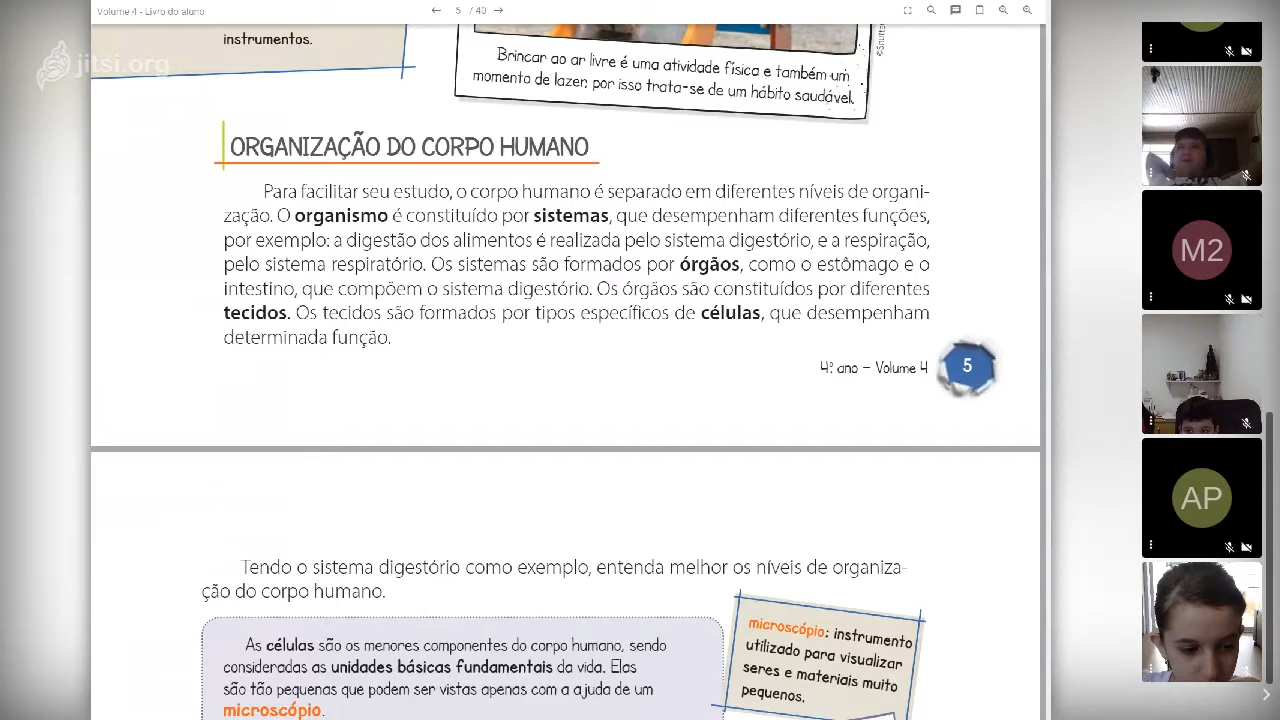 Volume 4 - Livro do aluno
5 / 40
jitsi.org
instrumentos.
Brincar ao ar livre é uma atividade física e também um
momento de lazer, por isso trata-se de um hábito saudável.
ORGANIZAÇÃO DO CORPO HUMANO
Para facilitar seu estudo, o corpo humano é separado em diferentes níveis de organi-
zação. O organismo é constituído por sistemas, que desempenham diferentes funções,
por exemplo: a digestão dos alimentos é realizada pelo sistema digestório, e a respiração,
pelo sistema respiratório. Os sistemas são formados por órgãos, como o estômago e o
intestino, que compõem o sistema digestório. Os órgãos são constituídos por diferentes
tecidos. Os tecidos são formados por tipos específicos de células, que desempenham
determinada função.
4º. ano – Volume 4
5
Tendo o sistema digestório como exemplo, entenda melhor os níveis de organiza-
ção do corpo humano.
As células são os menores componentes do corpo humano, sendo
consideradas as unidades básicas fundamentais da vida. Elas
são tão pequenas que podem ser vistas apenas com a ajuda de um
microscópio.
microscópio: instrumento
utilizado para visualizar
seres e materiais muito
pequenos.
M2
AP